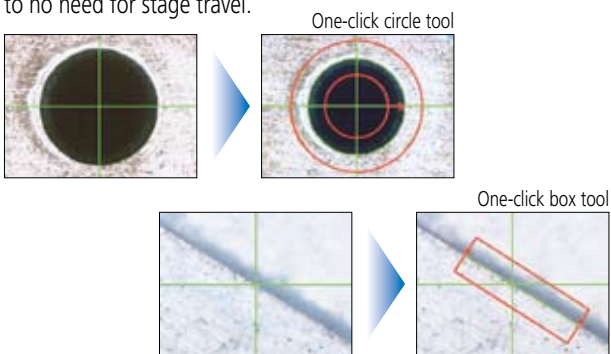 to no need for stage travel.
One-click circle tool
One-click box tool